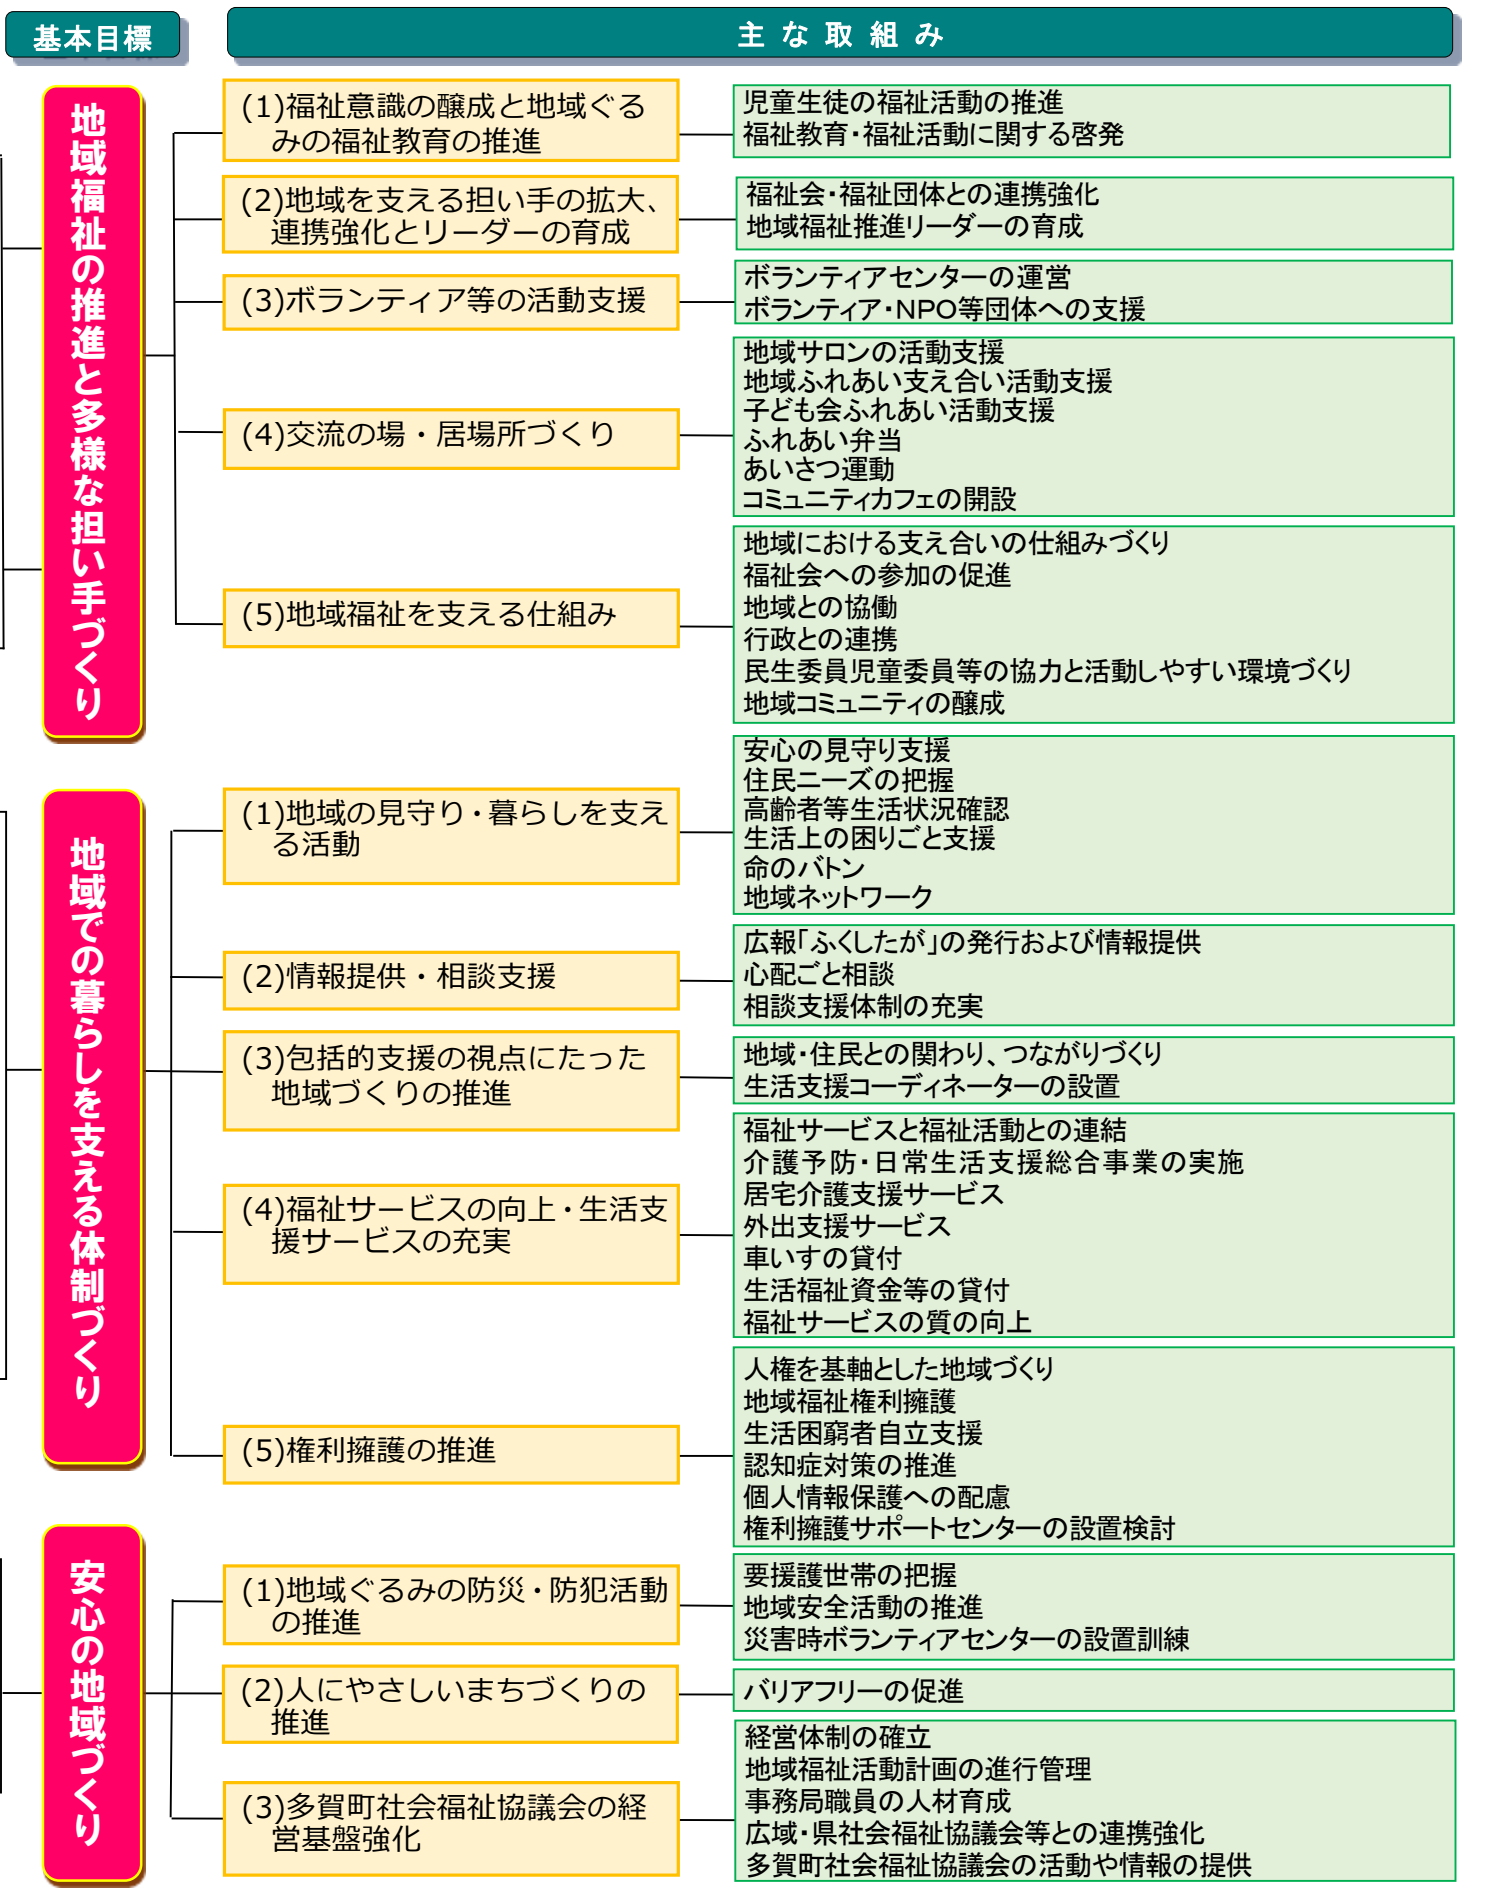 基本目標
主な取組み
地域福祉の推進と多様な担い手づくり
(1)福祉意識の醸成と地域ぐる
みの福祉教育の推進
児童生徒の福祉活動の推進
福祉教育・福祉活動に関する啓発
(2)地域を支える担い手の拡大、
連携強化とリーダーの育成
福祉会・福祉団体との連携強化
地域福祉推進リーダーの育成
(3)ボランティア等の活動支援
ボランティアセンターの運営
ボランティア・NPO等団体への支援
(4)交流の場・居場所づくり
地域サロンの活動支援
地域ふれあい支え合い活動支援
子ども会ふれあい活動支援
ふれあい弁当
あいさつ運動
コミュニティカフェの開設
(5)地域福祉を支える仕組み
地域における支え合いの仕組みづくり
福祉会への参加の促進
地域との協働
行政との連携
民生委員児童委員等の協力と活動しやすい環境づくり
地域コミュニティの醸成
地域での暮らしを支える体制づくり
(1)地域の見守り・暮らしを支え
る活動
安心の見守り支援
住民ニーズの把握
高齢者等生活状況確認
生活上の困りごと支援
命のバトン
地域ネットワーク
(2)情報提供・相談支援
広報「ふくしたが」の発行および情報提供
心配ごと相談
相談支援体制の充実
(3)包括的支援の視点にたった
地域づくりの推進
地域・住民との関わり、つながりづくり
生活支援コーディネーターの設置
(4)福祉サービスの向上・生活支
援サービスの充実
福祉サービスと福祉活動との連結
介護予防・日常生活支援総合事業の実施
居宅介護支援サービス
外出支援サービス
車いすの貸付
生活福祉資金等の貸付
福祉サービスの質の向上
(5)権利擁護の推進
人権を基軸とした地域づくり
地域福祉権利擁護
生活困窮者自立支援
認知症対策の推進
個人情報保護への配慮
権利擁護サポートセンターの設置検討
安心の地域づくり
(1)地域ぐるみの防災・防犯活動
の推進
要援護世帯の把握
地域安全活動の推進
災害時ボランティアセンターの設置訓練
(2)人にやさしいまちづくりの
推進
バリアフリーの促進
(3)多賀町社会福祉協議会の経
営基盤強化
経営体制の確立
地域福祉活動計画の進行管理
事務局職員の人材育成
広域・県社会福祉協議会等との連携強化
多賀町社会福祉協議会の活動や情報の提供